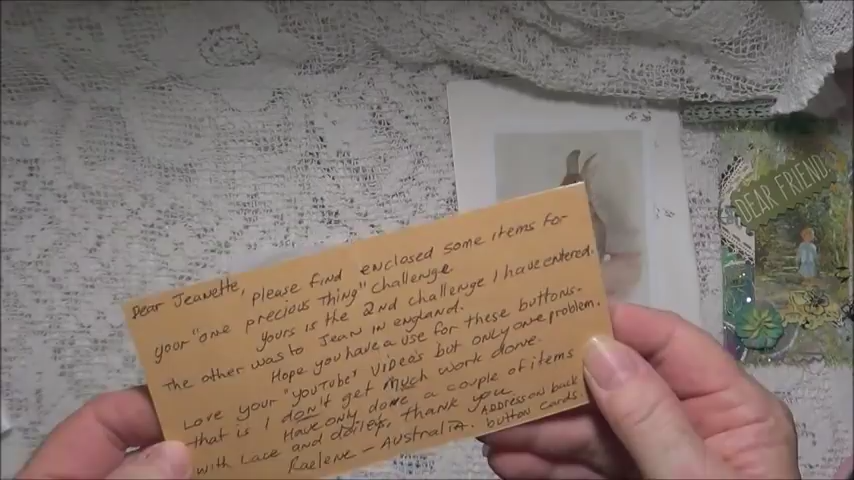 Dear Jeanette, please find enclosed some items for
your "one precious Thing" Challenge
yours is the 2nd challenge I have entered.
The other was to Jean in England.
Hope you have a use for these buttons-
Love your "youTube" Video's but only one problem.
that is I don't get much work done.
Have only done a couple of items
with Lace and doileys, Thank you
Raelene - Australia. Address on back
button cards.
DEAR FRIEND